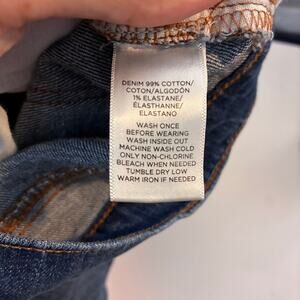 DENIM 99% COTTON/
COTON/ALGODÓN
1% ELASTANE/
ÉLASTHANNE/
ELASTANO
WASH ONCE
BEFORE WEARING
WASH INSIDE OUT
MACHINE WASH COLD
ONLY NON-CHLORINE
BLEACH WHEN NEEDED
TUMBLE DRY LOW
WARM IRON IF NEEDED